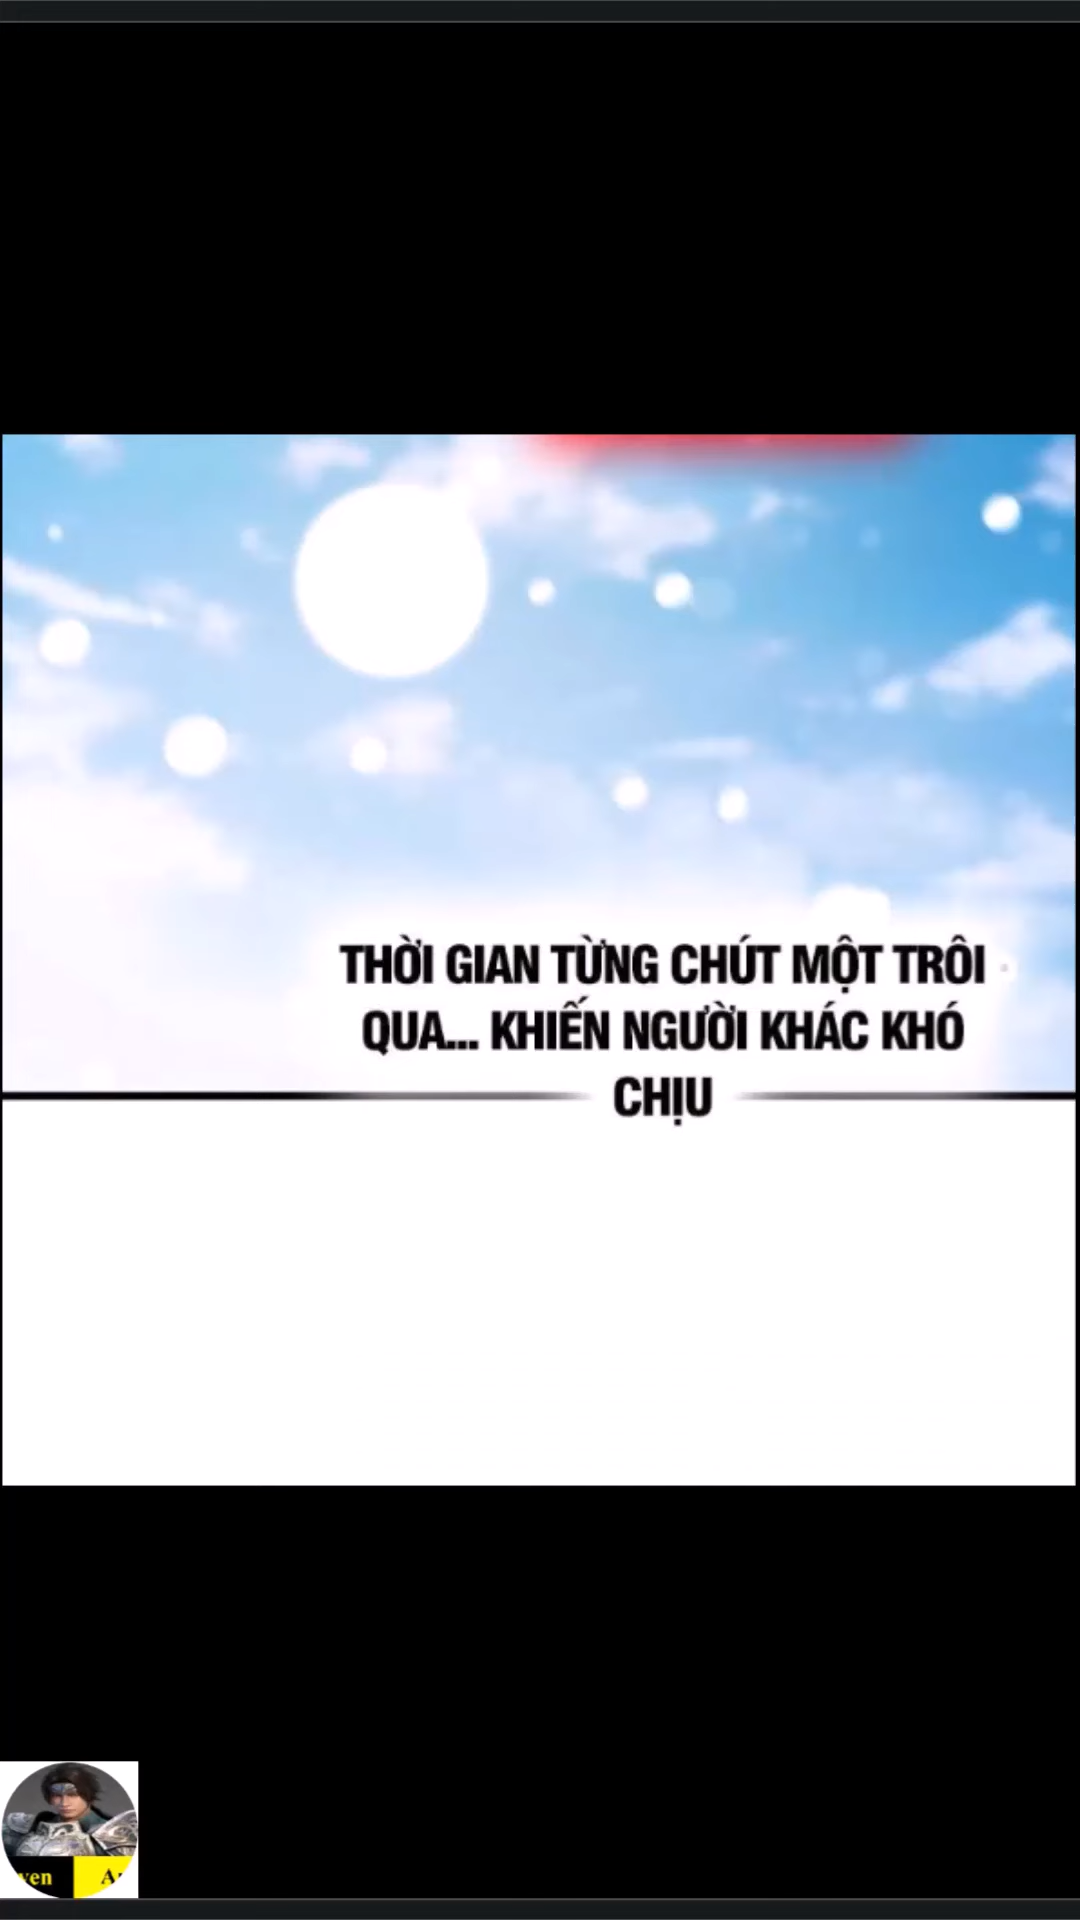 THỜI GIAN TỪNG CHÚT MỘT TRÔI
QUA... KHIẾN NGƯỜI KHÁC KHÓ
CHỊU